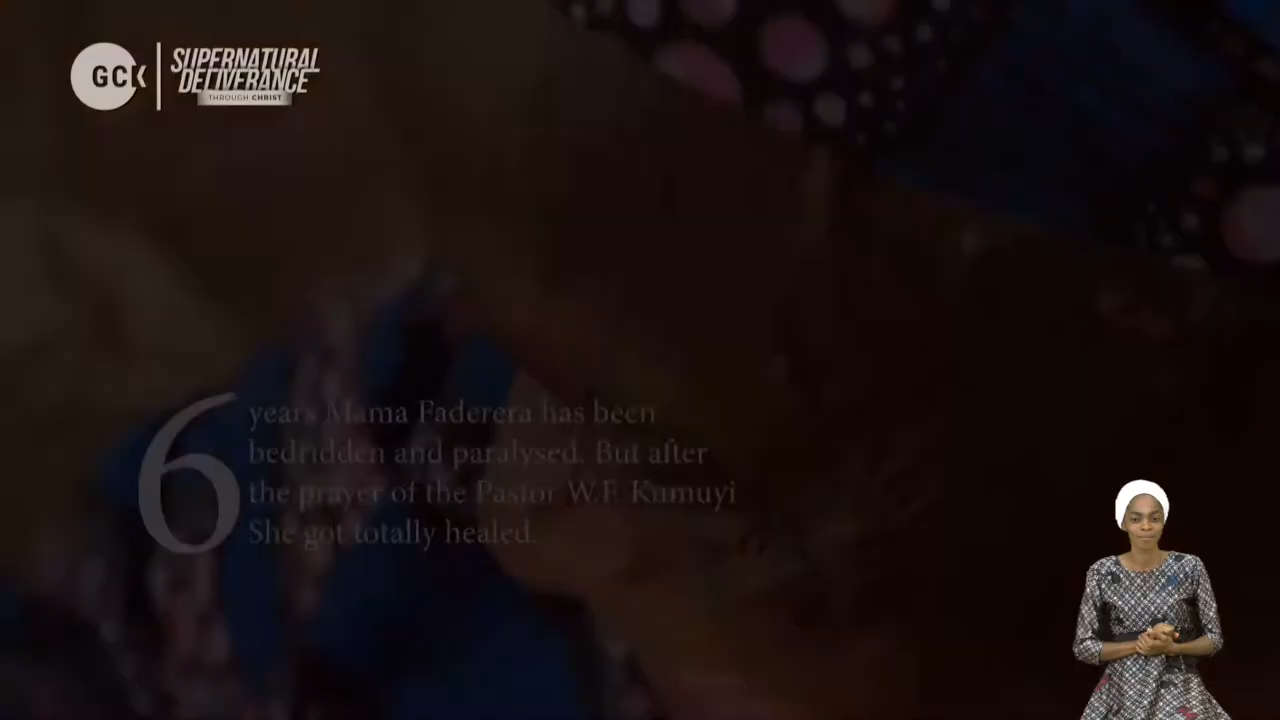 GCK
SUPERNATURAL
DELIVERANCE
THROUGH CHRIST
6 years Mama Faderera has been
bedridden and paralysed. But after
the prayer of the Pastor W.F. Kumuyi
She got totally healed.